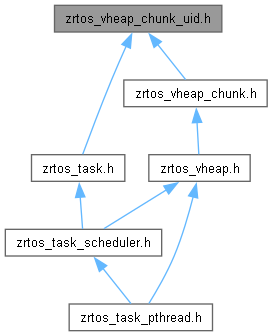 zrtos_vheap_chunk_uid.h
zrtos_vheap_chunk.h
zrtos_task.h
zrtos_vheap.h
zrtos_task_scheduler.h
zrtos_task_pthread.h